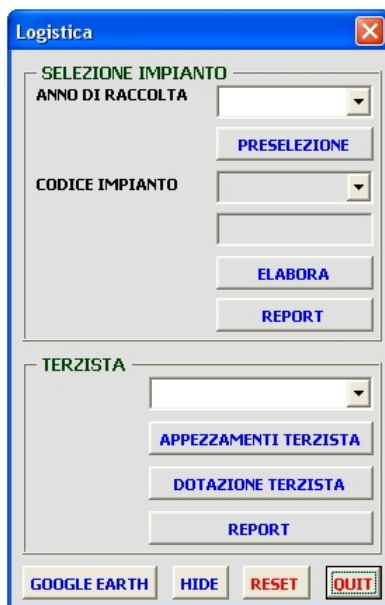 Logistica
SELEZIONE IMPIANTO
ANNO DI RACCOLTA
PRESELEZIONE
CODICE IMPIANTO
ELABORA
REPORT
TERZISTA
APPEZZAMENTI TERZISTA
DOTAZIONE TERZISTA
REPORT
GOOGLE EARTH HIDE RESET QUIT